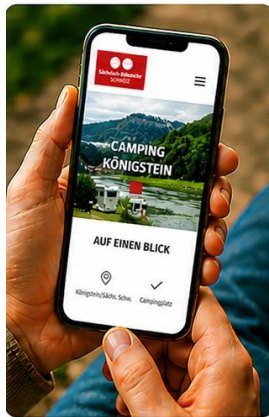 Sächsisch-Böhmische
SCHWEIZ
CAMPING
KÖNIGSTEIN
AUF EINEN BLICK
Königstein/Sächs. Schw.
Campingplatz